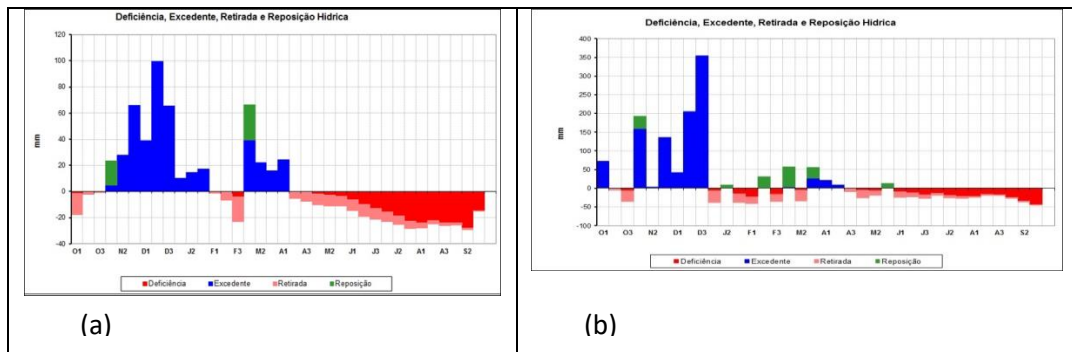 Deficiência, Excedente, Retirada e Reposição Hídrica
120
100
80
60
40
20
0
-20
-40
mm
O1 O3 N2 D1 D3 J2 F1 F3 M2 A1 A3 M2 J1 J3 J2 A1 A3 S2
Deficiência Excedente Retirada Reposição
(a)
Deficiência, Excedente, Retirada e Reposição Hídrica
400
350
300
250
200
150
100
50
0
-50
-100
mm
O1 O3 N2 D1 D3 J2 F1 F3 M2 A1 A3 M2 J1 J3 J2 A1 A3 S2
Deficiência Excedente Retirada Reposição
(b)